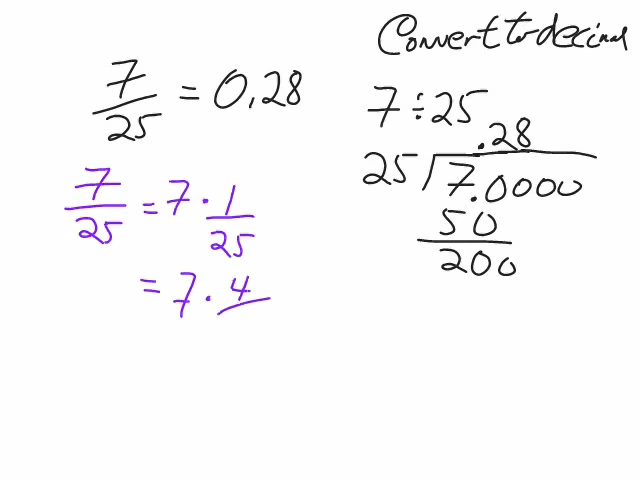 Convert to decimal
7/25 = 0.28
7 ÷ 25
.28
25 7.0000
50
200
7/25 = 7 · 1/25
= 7 · 4